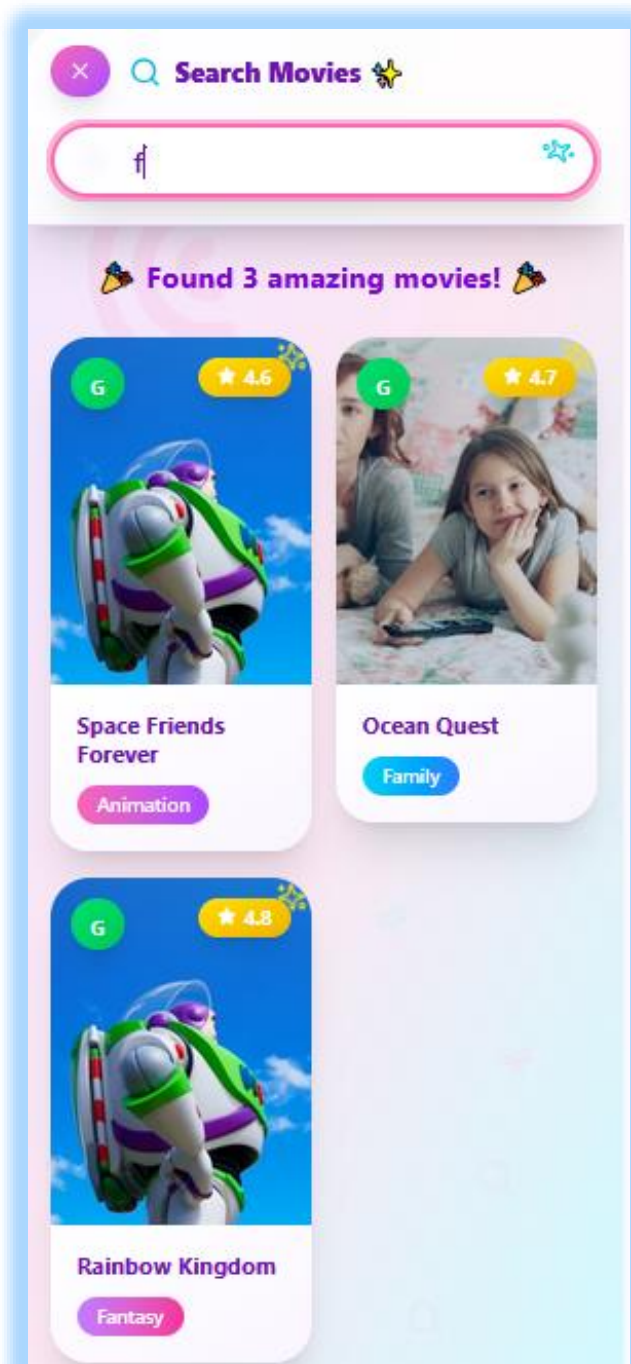 Search Movies ✨
f
🎉 Found 3 amazing movies! 🎉
G
★ 4.6
G
★ 4.7
Space Friends
Forever
Animation
Ocean Quest
Family
G
★ 4.8
Rainbow Kingdom
Fantasy